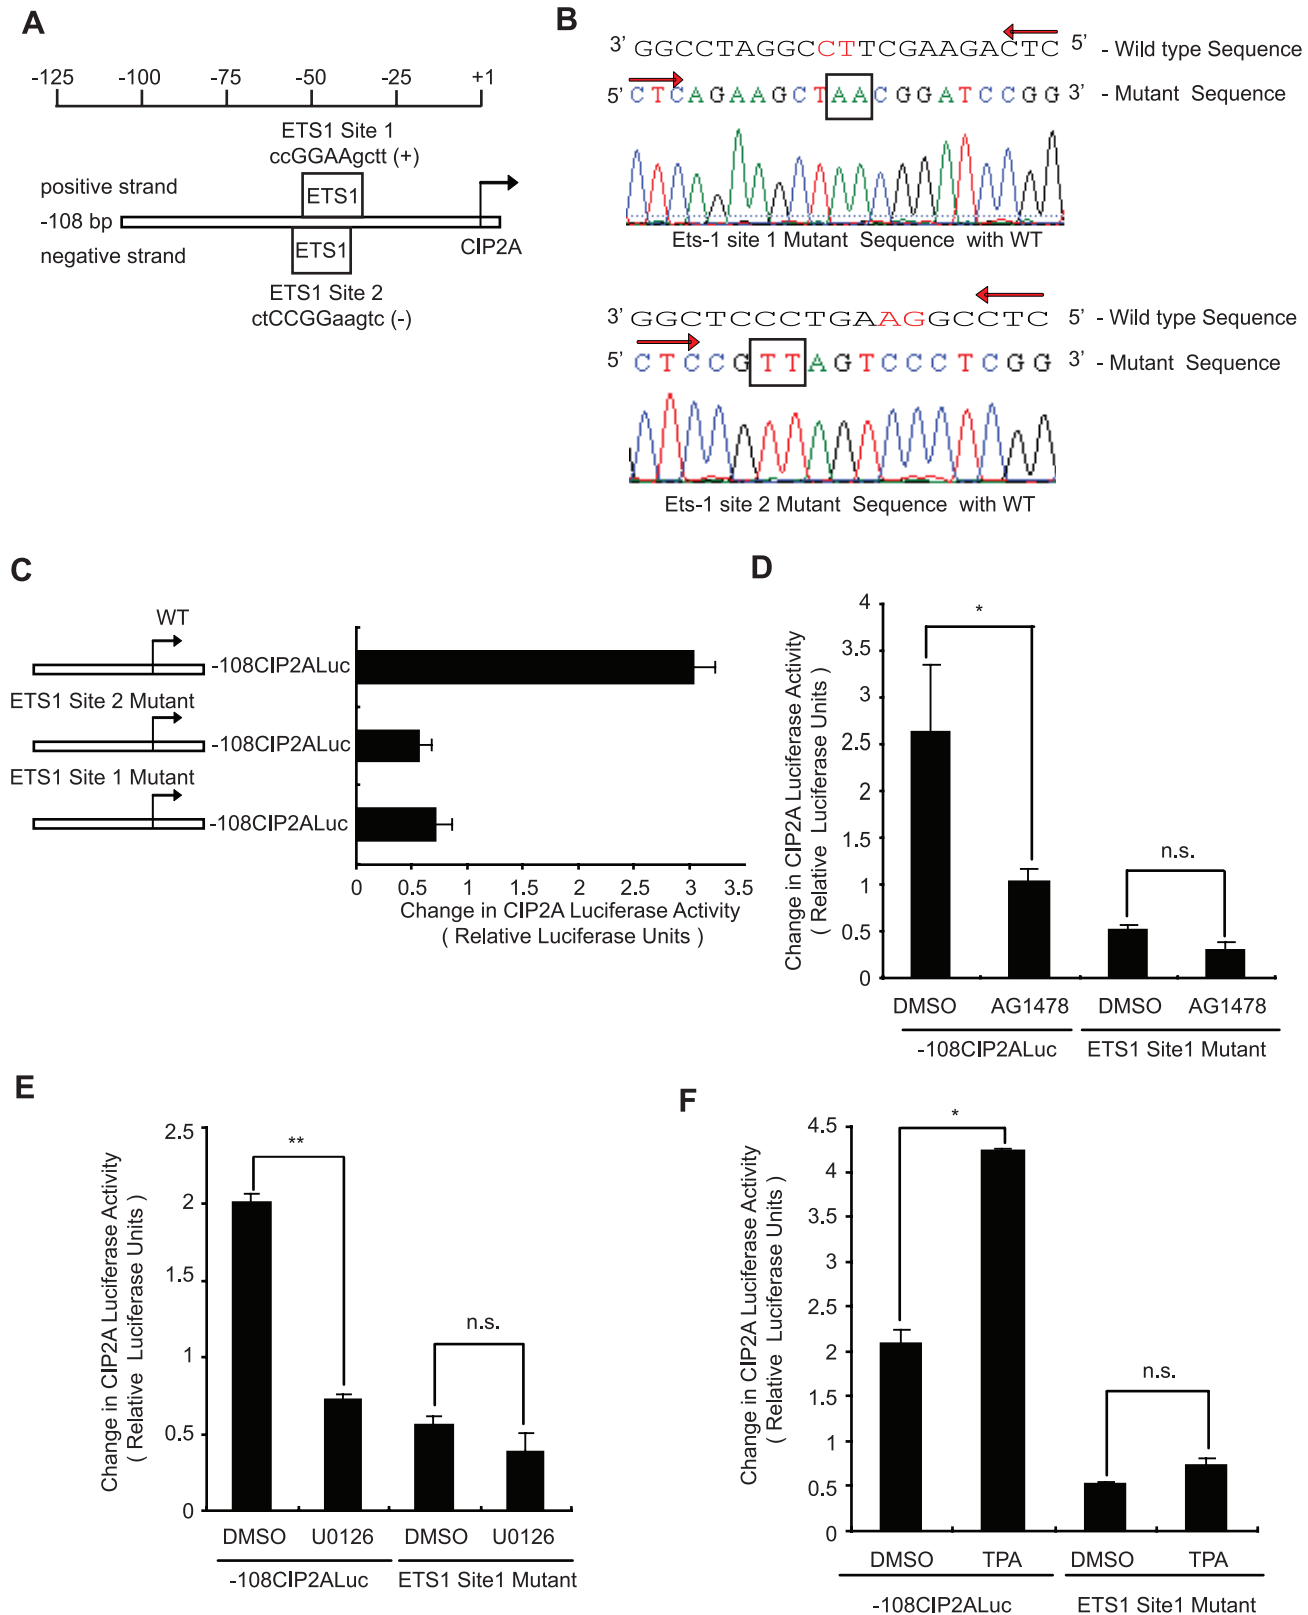 A
-125 -100 -75 -50 -25 +1
ETS1 Site 1
ccGGAAgctt (+)
positive strand
ETS1
-108 bp
CIP2A
negative strand
ETS1
ETS1 Site 2
ctCCGGaagtc (-)
B
3’ GGCCTAGGCCTTCGAAGACTC 5’ - Wild type Sequence
5’ CTCAGAAGCTAACGGATCCGG 3’ - Mutant Sequence
Ets-1 site 1 Mutant Sequence with WT
3’ GGCTCCCTGAAGGCCTC 5’ - Wild type Sequence
5’ CTCCGTTAGTCCCTCGG 3’ - Mutant Sequence
Ets-1 site 2 Mutant Sequence with WT
C
WT
-108CIP2ALuc
ETS1 Site 2 Mutant
-108CIP2ALuc
ETS1 Site 1 Mutant
-108CIP2ALuc
0 0.5 1 1.5 2 2.5 3 3.5
Change in CIP2A Luciferase Activity
( Relative Luciferase Units )
D
Change in CIP2A Luciferase Activity
( Relative Luciferase Units )
4
3.5
3
2.5
2
1.5
1
0.5
0
*
n.s.
DMSO AG1478 DMSO AG1478
-108CIP2ALuc ETS1 Site1 Mutant
E
Change in CIP2A Luciferase Activity
( Relative Luciferase Units )
2.5
2
1.5
1
0.5
0
**
n.s.
DMSO U0126 DMSO U0126
-108CIP2ALuc ETS1 Site1 Mutant
F
Change in CIP2A Luciferase Activity
( Relative Luciferase Units )
4.5
4
3.5
3
2.5
2
1.5
1
0.5
0
*
n.s.
DMSO TPA DMSO TPA
-108CIP2ALuc ETS1 Site1 Mutant